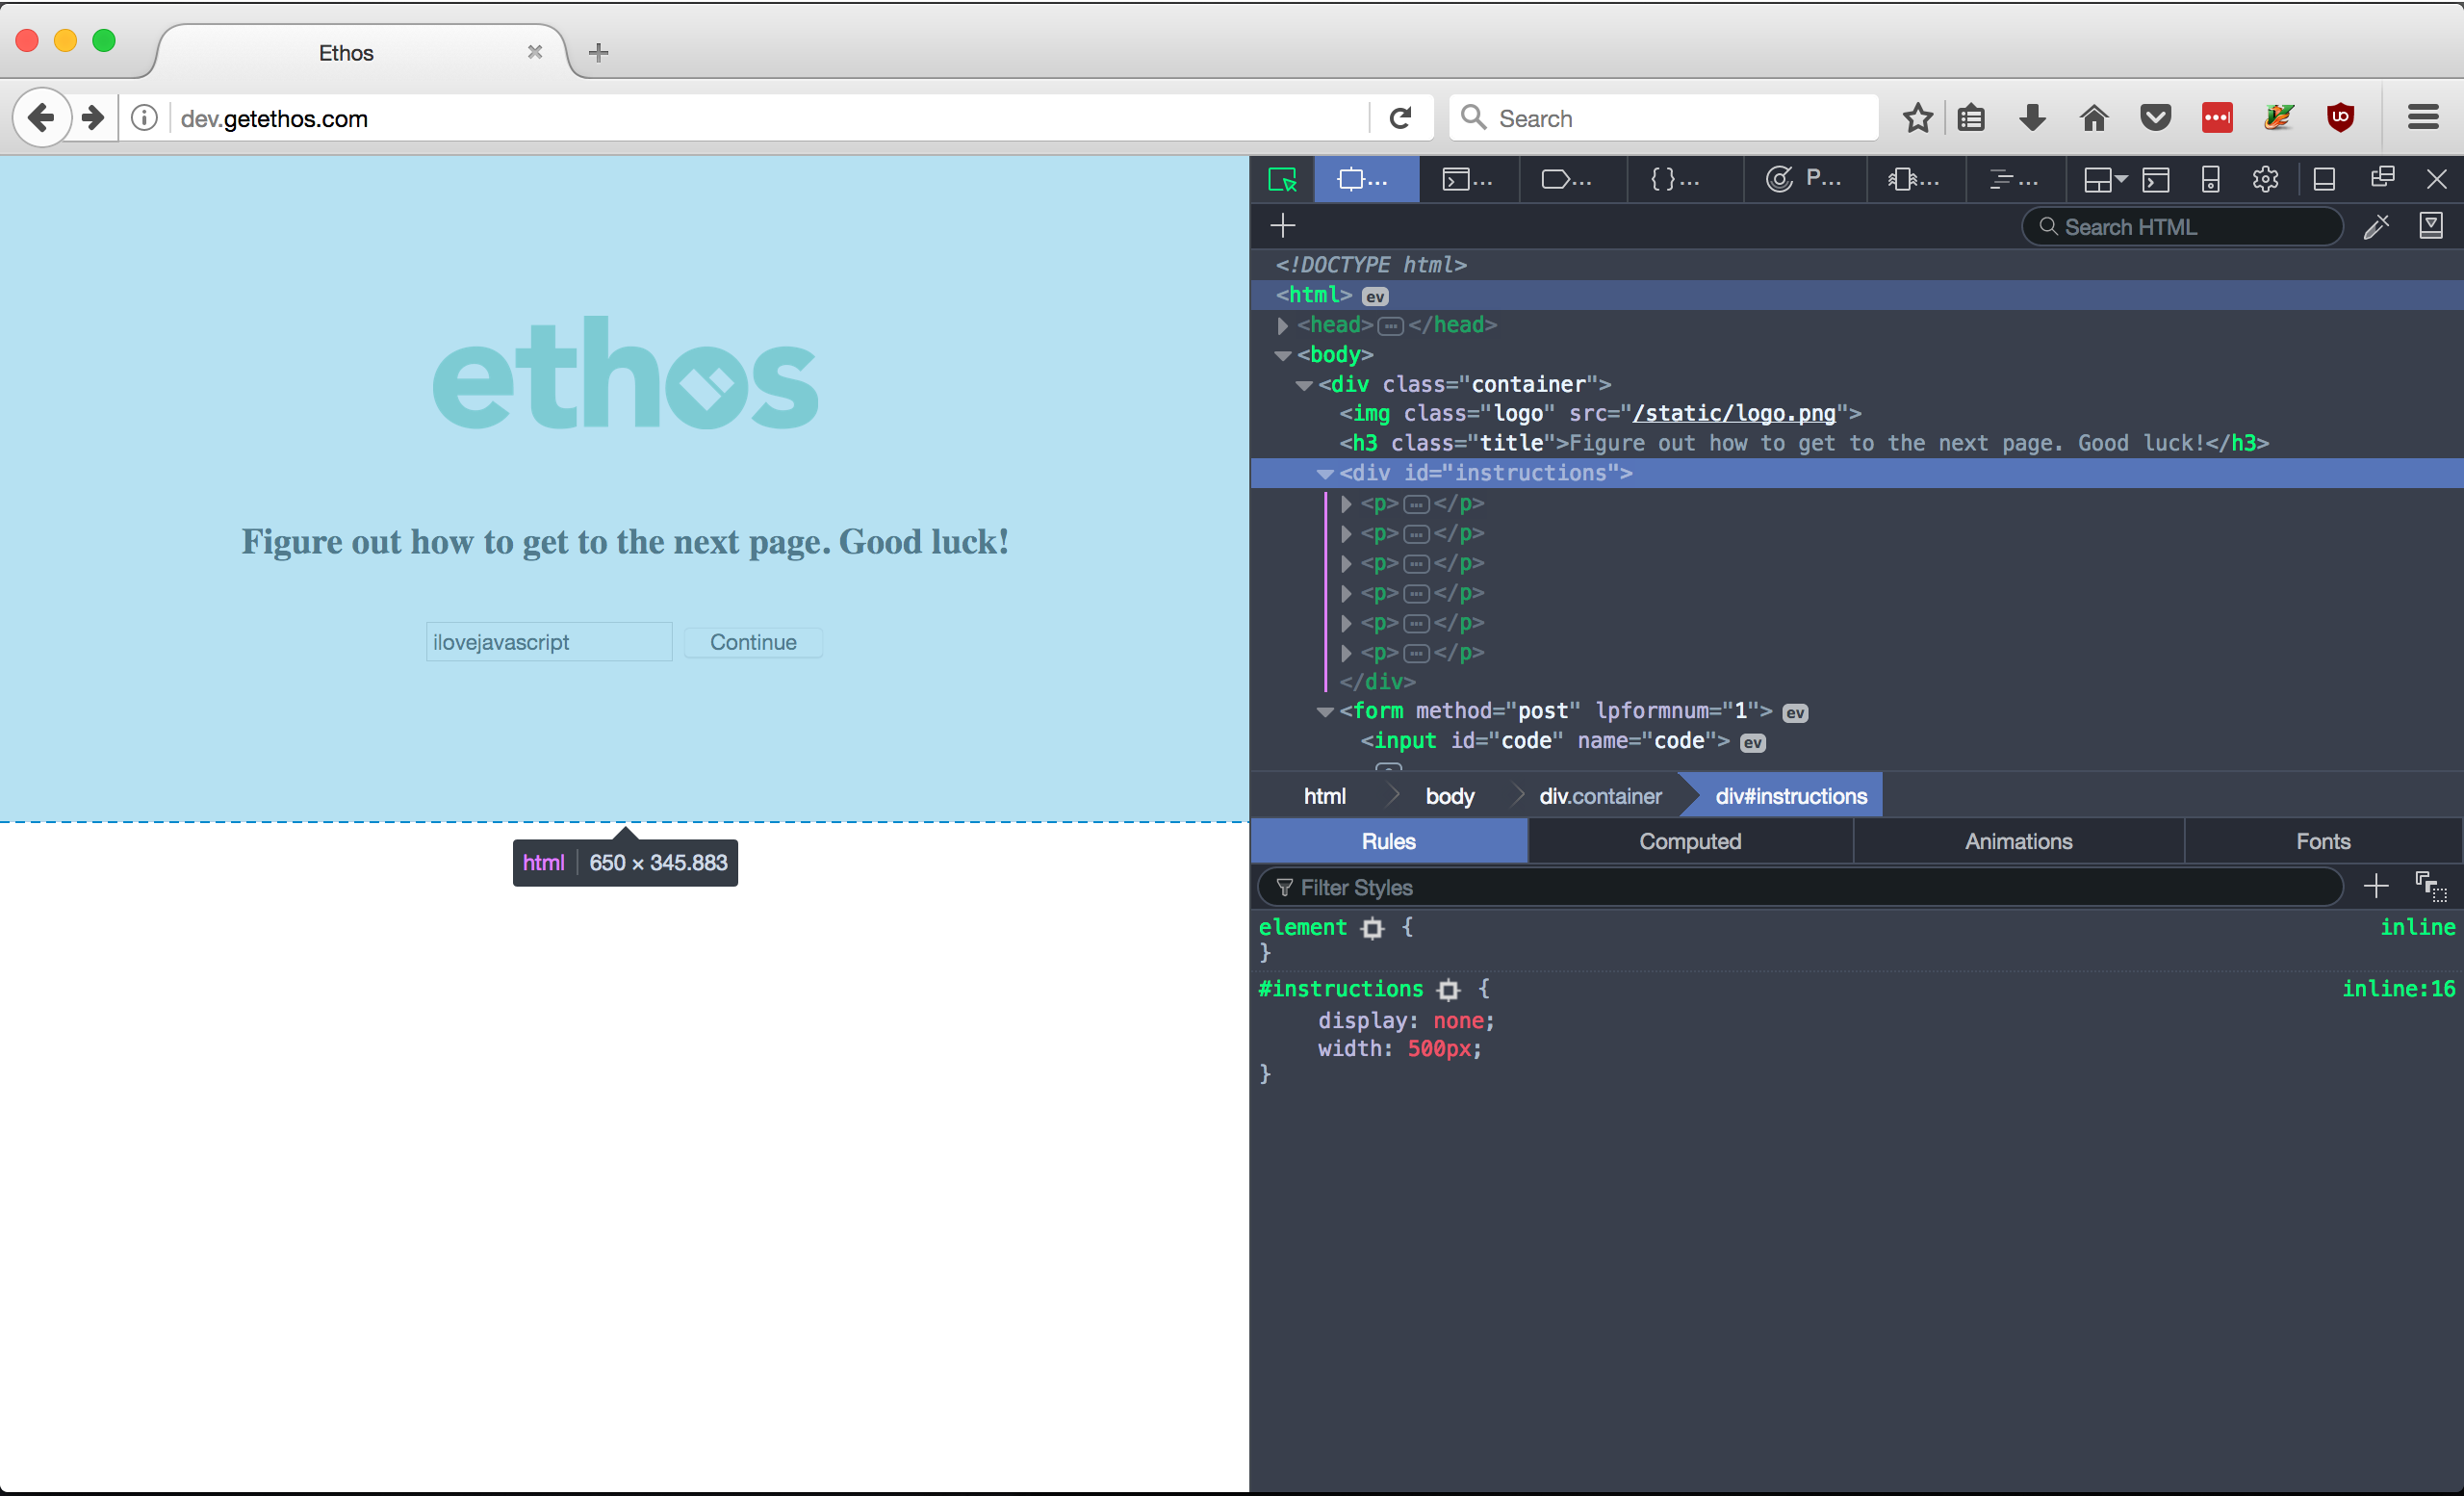 Ethos
dev.getethos.com
Search
ethos
Figure out how to get to the next page. Good luck!
ilovejavascript
Continue
html 650 × 345.883
... ... ... { } ... P... ... ...
Search HTML
<!DOCTYPE html>
<html> ev
<head>...</head>
<body>
<div class="container">
<img class="logo" src="/static/logo.png">
<h3 class="title">Figure out how to get to the next page. Good luck!</h3>
<div id="instructions">
<p>...</p>
<p>...</p>
<p>...</p>
<p>...</p>
<p>...</p>
<p>...</p>
</div>
<form method="post" lpformnum="1"> ev
<input id="code" name="code"> ev
html body div.container div#instructions
Rules Computed Animations Fonts
Filter Styles
element { inline
}
#instructions { inline:16
display: none;
width: 500px;
}